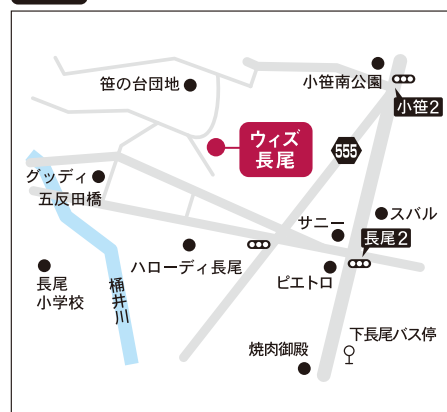 小笹南公園
笹の台団地
小笹2
ウィズ
長尾
555
グッディ
五反田橋
スバル
サニー
長尾2
ハローディ長尾
ピエトロ
長尾
小学校
樋井川
下長尾バス停
焼肉御殿